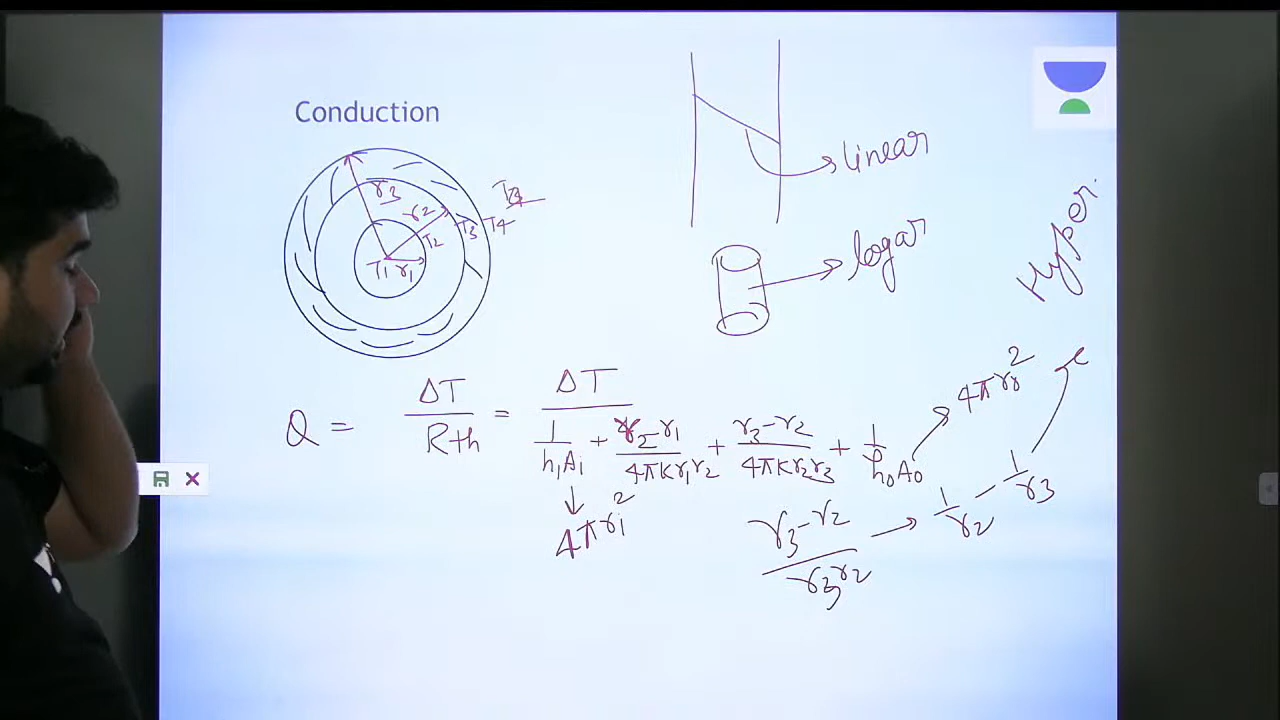 Conduction
linear
logar
Hyper
r3
r2
T1 r1
T2
T3
T4
Q = ΔT / Rth = ΔT / (1/h1A1 + r2-r1/4πKr1r2 + r3-r2/4πKr2r3 + 1/h0A0)
4πr1²
4πr0²
r3-r2 / r3r2 → 1/r2 - 1/r3